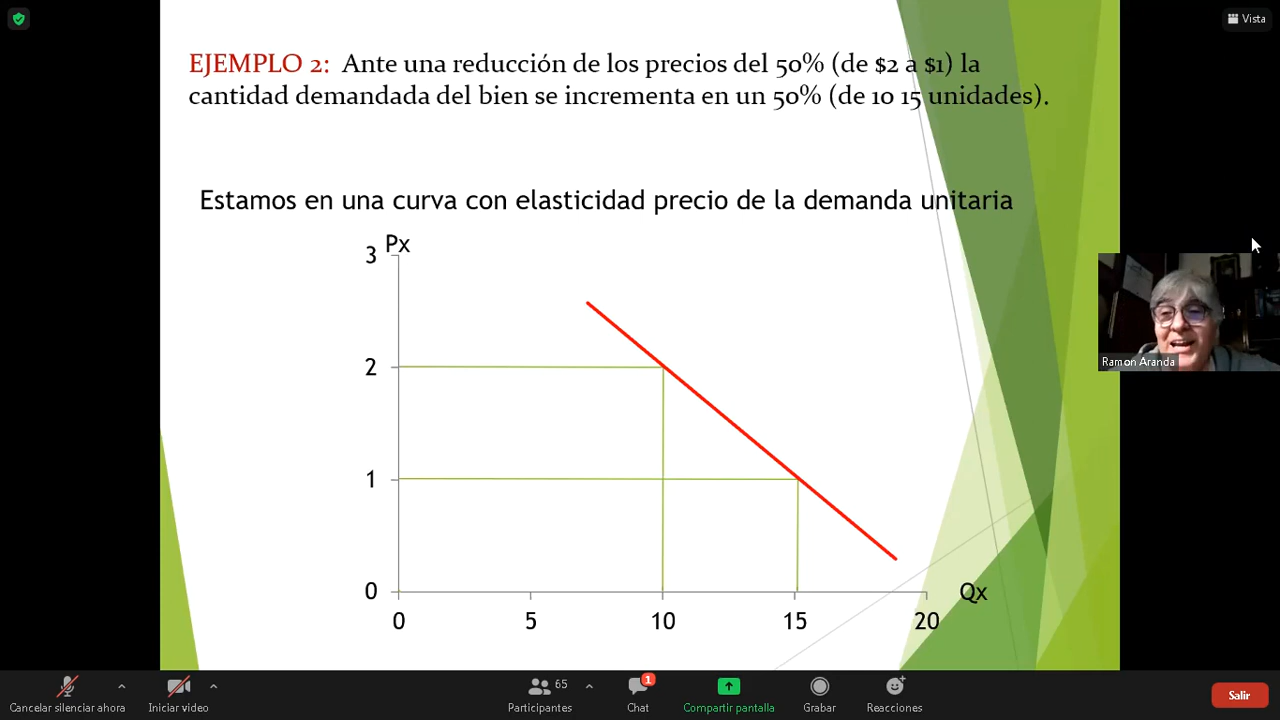 Vista
EJEMPLO 2: Ante una reducción de los precios del 50% (de $2 a $1) la
cantidad demandada del bien se incrementa en un 50% (de 10 15 unidades).
Estamos en una curva con elasticidad precio de la demanda unitaria
Px
3
2
1
0
0 5 10 15 20
Qx
Ramon Aranda
Cancelar silenciar ahora
Iniciar video
65
Participantes
1
Chat
Compartir pantalla
Grabar
Reacciones
Salir